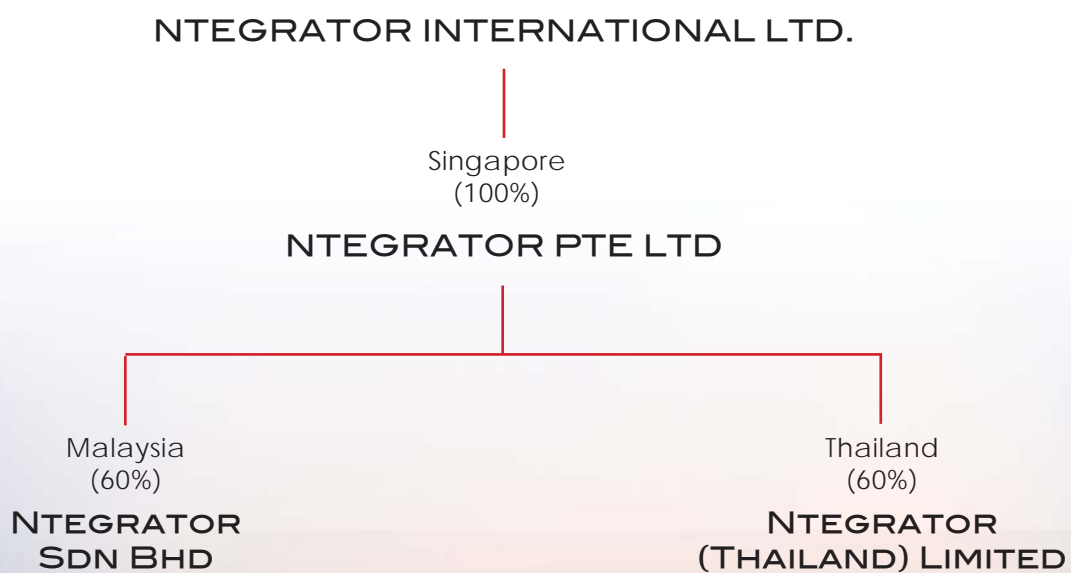 NTEGRATOR INTERNATIONAL LTD.
Singapore
(100%)
NTEGRATOR PTE LTD
Malaysia
(60%)
NTEGRATOR
SDN BHD
Thailand
(60%)
NTEGRATOR
(THAILAND) LIMITED